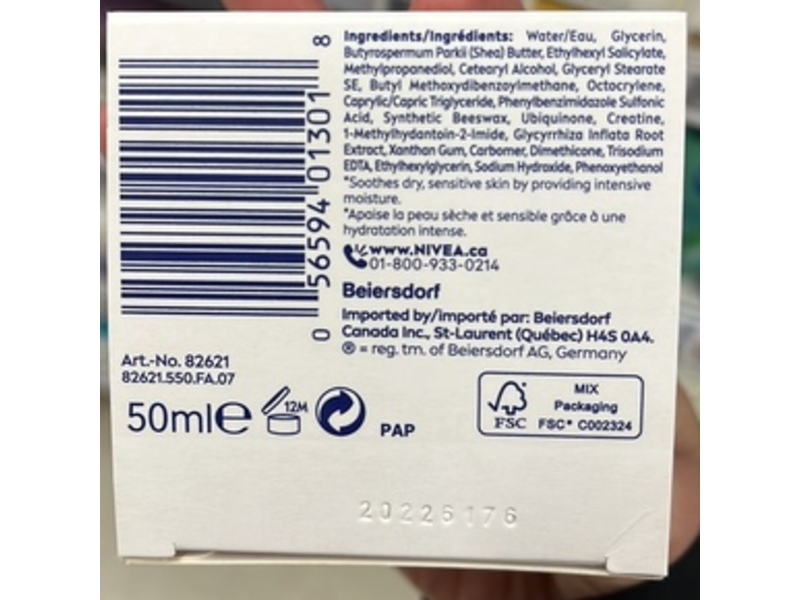 Ingredients/Ingrédients: Water/Eau, Glycerin,
Butyrospermum Parkii (Shea) Butter, Ethylhexyl Salicylate,
Methylpropanediol, Cetearyl Alcohol, Glyceryl Stearate
SE, Butyl Methoxydibenzoylmethane, Octocrylene,
Caprylic/Capric Triglyceride, Phenylbenzimidazole Sulfonic
Acid, Synthetic Beeswax, Ubiquinone, Creatine,
1-Methylhydantoin-2-Imide, Glycyrrhiza Inflata Root
Extract, Xanthan Gum, Carbomer, Dimethicone, Trisodium
EDTA, Ethylhexylglycerin, Sodium Hydroxide, Phenoxyethanol
*Soothes dry, sensitive skin by providing intensive
moisture.
*Apaise la peau sèche et sensible grâce à une
hydratation intense.
www.NIVEA.ca
01-800-933-0214
Beiersdorf
Imported by/importé par: Beiersdorf
Canada Inc., St-Laurent (Québec) H4S 0A4.
® = reg. tm. of Beiersdorf AG, Germany
0 56594 01301 8
Art.-No. 82621
82621.550.FA.07
50ml℮
12M
PAP
MIX
Packaging
FSC FSC® C002324
20226176